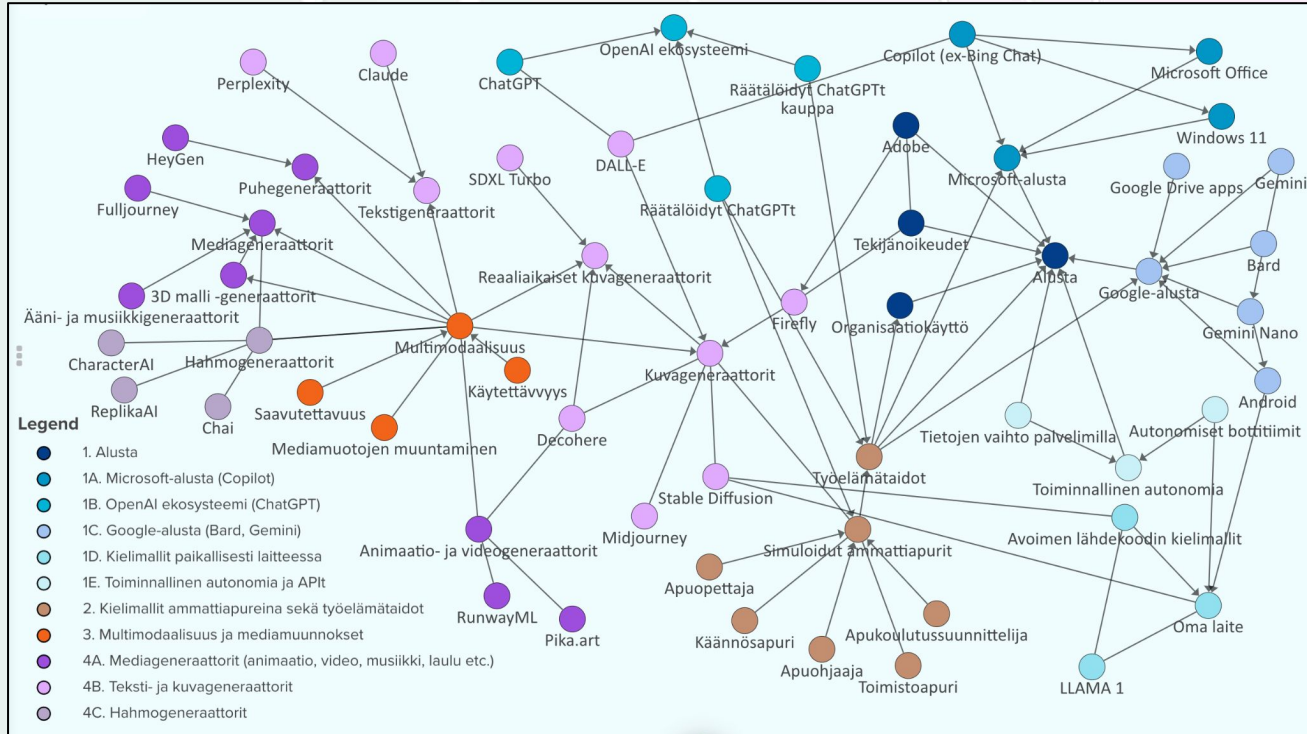 OpenAI ekosysteemi
Copilot (ex-Bing Chat)
Perplexity
Claude
ChatGPT
Räätälöidyt ChatGPTt
kauppa
Microsoft Office
Windows 11
HeyGen
Puhegeneraattorit
SDXL Turbo
DALL-E
Adobe
Microsoft-alusta
Google Drive apps
Gemini
Fulljourney
Tekstigeneraattorit
Räätälöidyt ChatGPTt
Mediageneraattorit
Tekijänoikeudet
Bard
Reaaliaikaiset kuvageneraattorit
Alusta
Google-alusta
3D malli -generaattorit
Ääni- ja musiikkigeneraattorit
Firefly
Organisaatiokäyttö
Gemini Nano
CharacterAI
Hahmogeneraattorit
Multimodaalisuus
Kuvageneraattorit
ReplikaAI
Chai
Saavutettavuus
Käytettävvyys
Android
Mediamuotojen muuntaminen
Decohere
Tietojen vaihto palvelimilla
Autonomiset bottitiimit
Työelämätaidot
Toiminnallinen autonomia
Stable Diffusion
Midjourney
Animaatio- ja videogeneraattorit
Simuloidut ammattiapurit
Avoimen lähdekoodin kielimallit
Apuopettaja
RunwayML
Pika.art
Käännösapuri
Apukoulutussuunnittelija
Oma laite
Apuohjaaja
Toimistoapuri
LLAMA 1
Legend
1. Alusta
1A. Microsoft-alusta (Copilot)
1B. OpenAI ekosysteemi (ChatGPT)
1C. Google-alusta (Bard, Gemini)
1D. Kielimallit paikallisesti laitteessa
1E. Toiminnallinen autonomia ja APIt
2. Kielimallit ammattiapureina sekä työelämätaidot
3. Multimodaalisuus ja mediamuunnokset
4A. Mediageneraattorit (animaatio, video, musiikki, laulu etc.)
4B. Teksti- ja kuvageneraattorit
4C. Hahmogeneraattorit